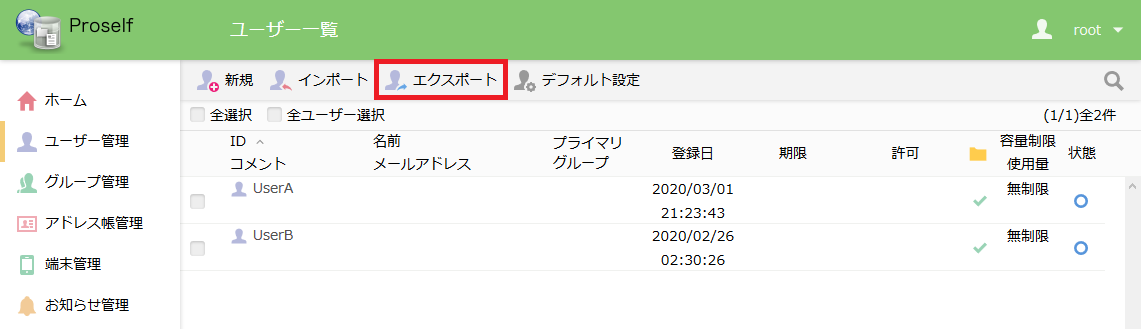 Proself
ユーザー一覧
root
新規 インポート エクスポート デフォルト設定
全選択 全ユーザー選択 (1/1)全2件
ホーム
ユーザー管理
グループ管理
アドレス帳管理
端末管理
お知らせ管理
ID 名前 プライマリ 登録日 期限 許可 容量制限 状態
コメント メールアドレス グループ 使用量
UserA 2020/03/01 無制限
21:23:43
UserB 2020/02/26 無制限
02:30:26